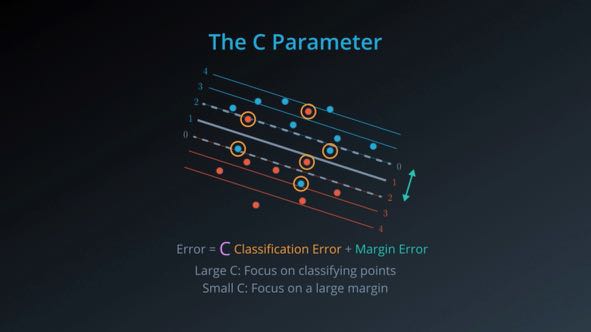 The C Parameter
4
3
2
1
0
0
1
2
3
4
Error = C Classification Error + Margin Error
Large C: Focus on classifying points
Small C: Focus on a large margin